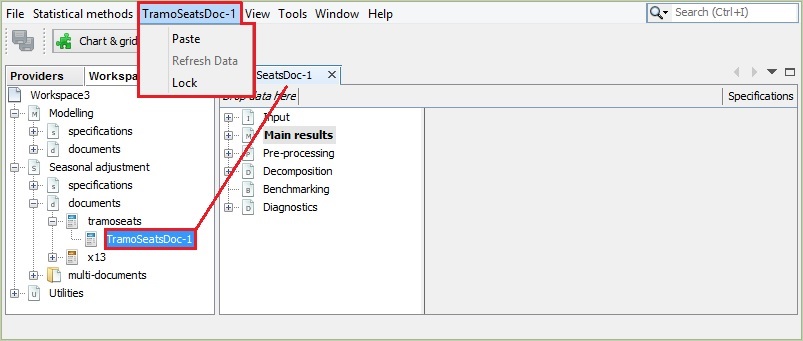 File Statistical methods TramoSeatsDoc-1 View Tools Window Help Search (Ctrl+I)
Paste
Refresh Data
Lock
Chart & grid
Providers Workspa SeatsDoc-1
Drop data here Specifications
Workspace3
M Modelling
s specifications
d documents
S Seasonal adjustment
s specifications
d documents
tramoseats
TramoSeatsDoc-1
x13
multi-documents
U Utilities
I Input
M Main results
P Pre-processing
D Decomposition
B Benchmarking
D Diagnostics